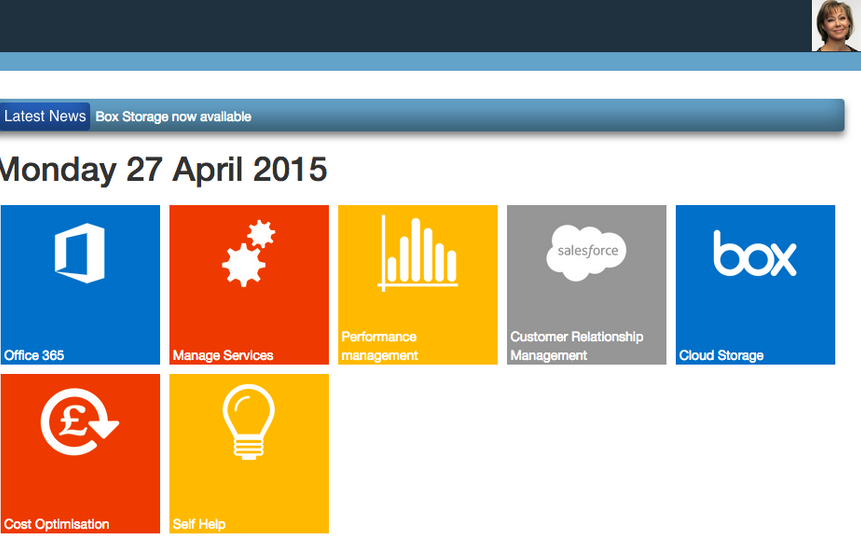 Latest News Box Storage now available
Monday 27 April 2015
Office 365
Manage Services
Performance
management
salesforce
Customer Relationship
Management
box
Cloud Storage
£
Cost Optimisation
Self Help